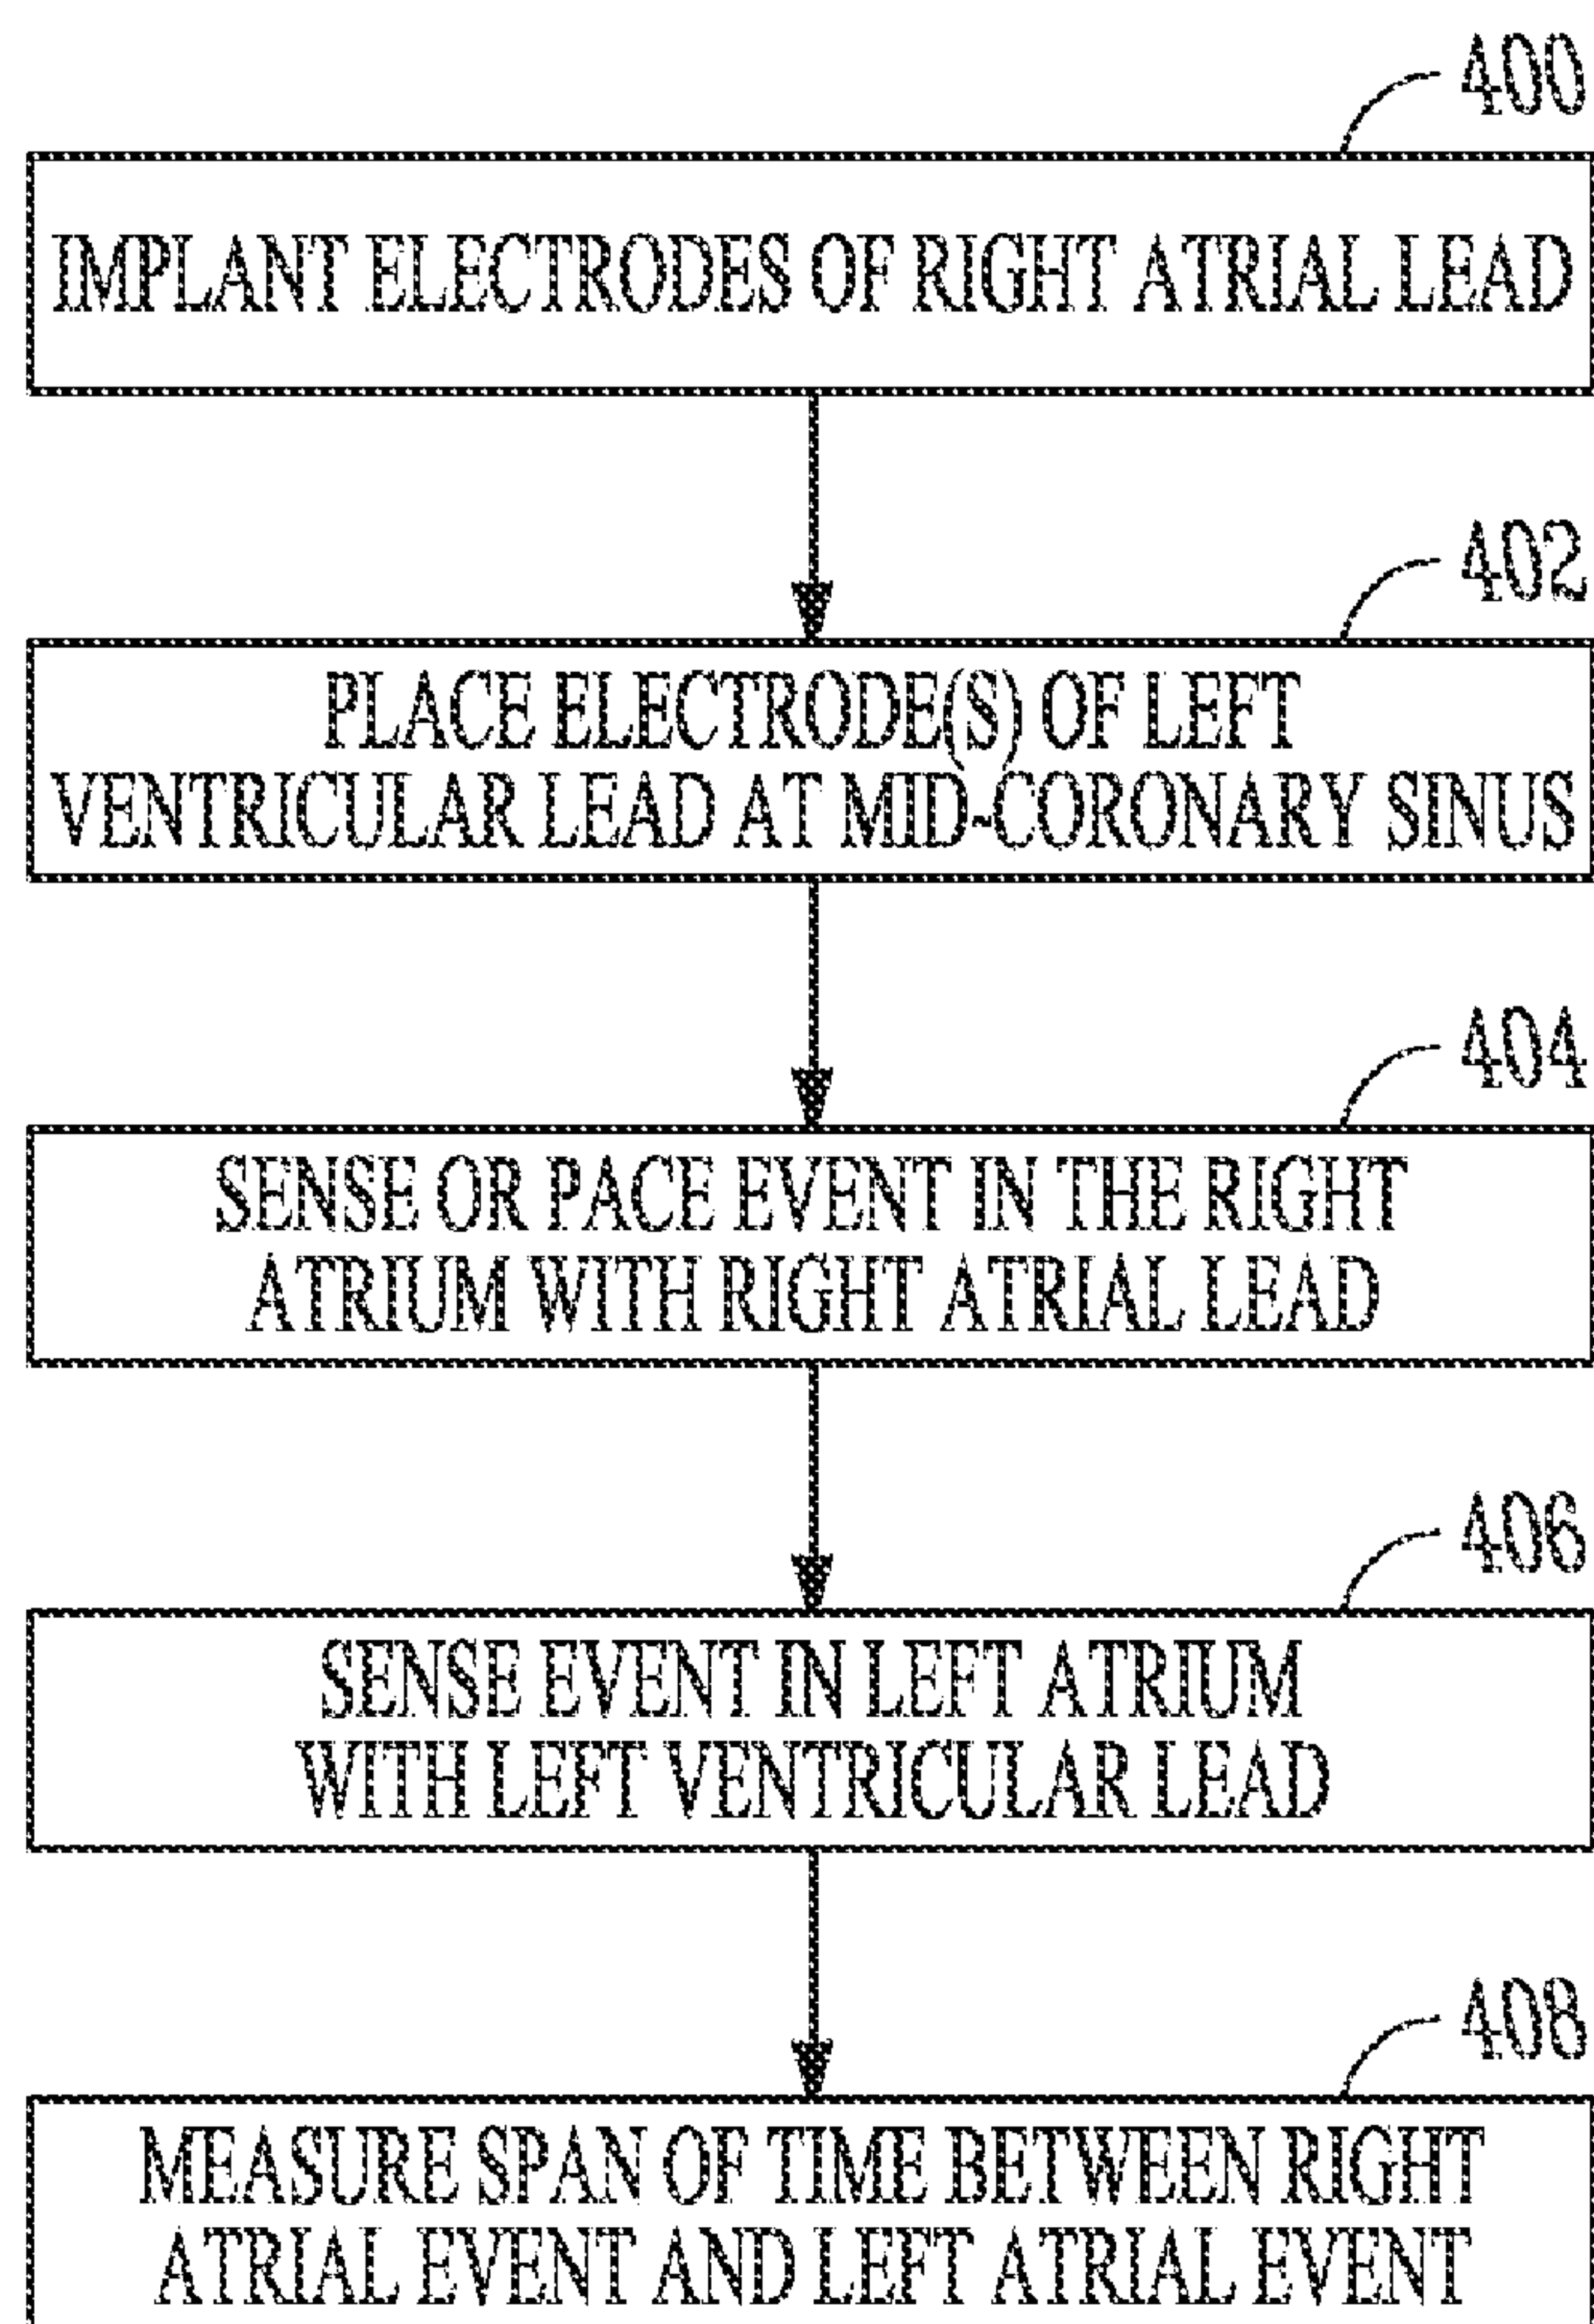 400
IMPLANT ELECTRODES OF RIGHT ATRIAL LEAD
402
PLACE ELECTRODE(S) OF LEFT
VENTRICULAR LEAD AT MID-CORONARY SINUS
404
SENSE OR PACE EVENT IN THE RIGHT
ATRIUM WITH RIGHT ATRIAL LEAD
406
SENSE EVENT IN LEFT ATRIUM
WITH LEFT VENTRICULAR LEAD
408
MEASURE SPAN OF TIME BETWEEN RIGHT
ATRIAL EVENT AND LEFT ATRIAL EVENT